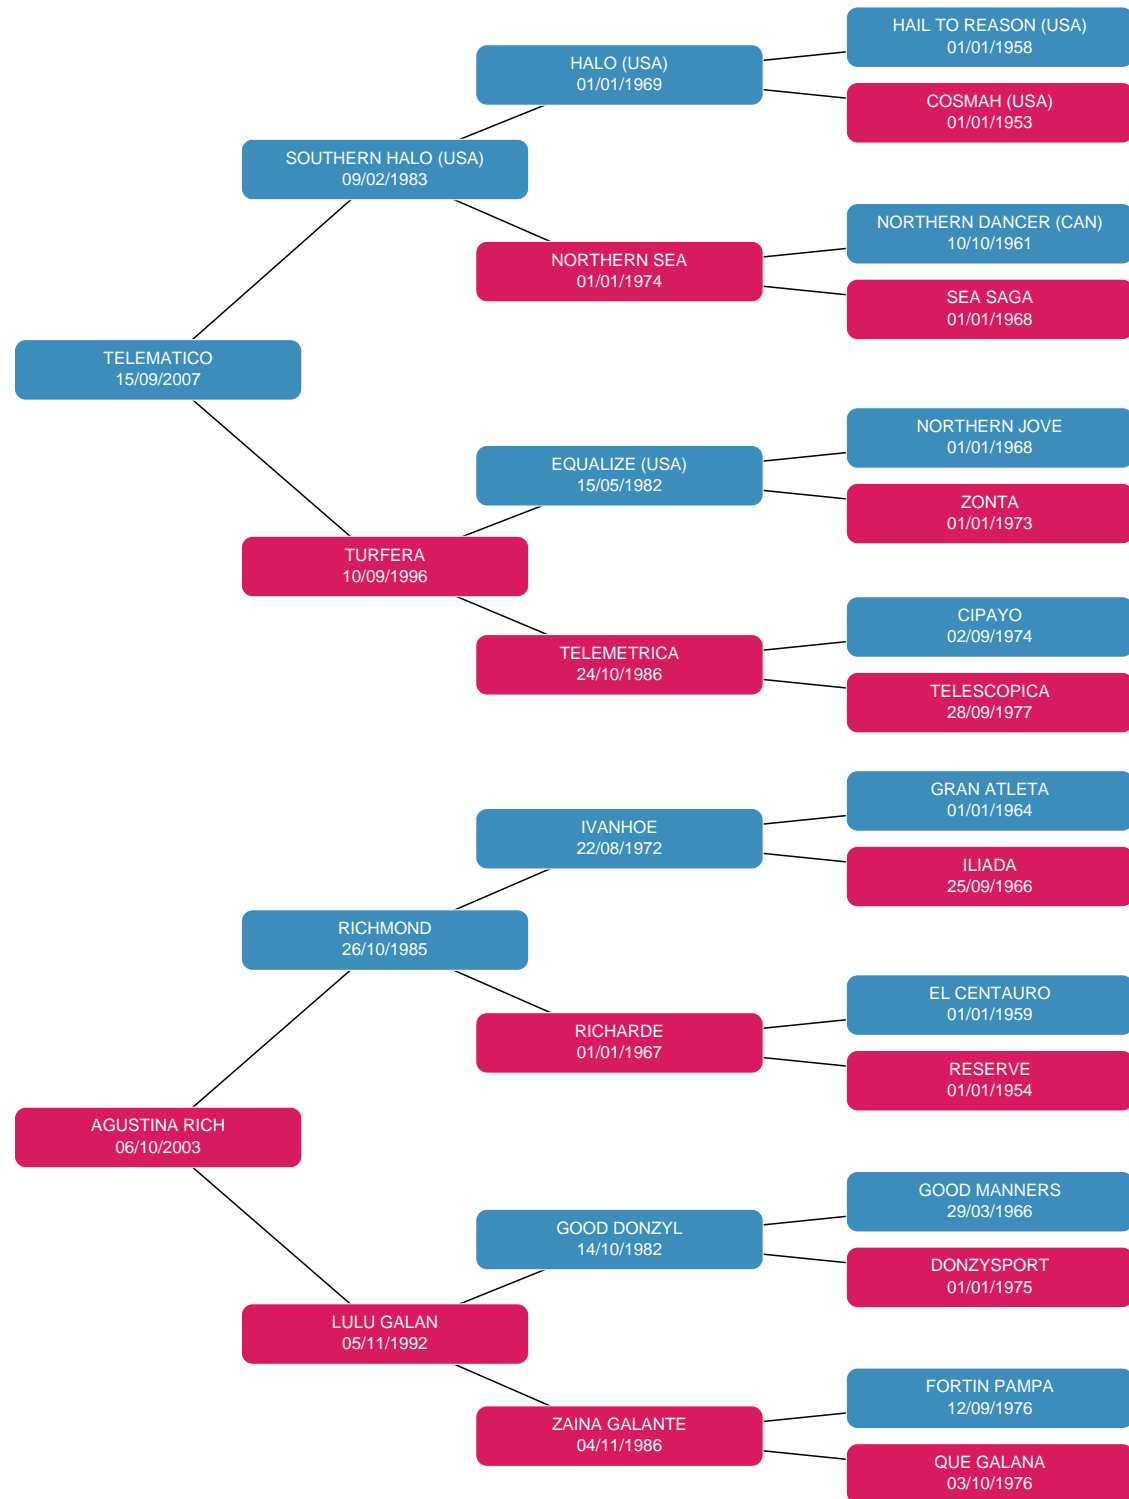 HAIL TO REASON (USA)
01/01/1958
HALO (USA)
01/01/1969
COSMAH (USA)
01/01/1953
SOUTHERN HALO (USA)
09/02/1983
NORTHERN DANCER (CAN)
10/10/1961
NORTHERN SEA
01/01/1974
SEA SAGA
01/01/1968
TELEMATICO
15/09/2007
NORTHERN JOVE
01/01/1968
EQUALIZE (USA)
15/05/1982
ZONTA
01/01/1973
TURFERA
10/09/1996
CIPAYO
02/09/1974
TELEMETRICA
24/10/1986
TELESCOPICA
28/09/1977
GRAN ATLETA
01/01/1964
IVANHOE
22/08/1972
ILIADA
25/09/1966
RICHMOND
26/10/1985
EL CENTAURO
01/01/1959
RICHARDE
01/01/1967
RESERVE
01/01/1954
AGUSTINA RICH
06/10/2003
GOOD MANNERS
29/03/1966
GOOD DONZYL
14/10/1982
DONZYSPORT
01/01/1975
LULU GALAN
05/11/1992
FORTIN PAMPA
12/09/1976
ZAINA GALANTE
04/11/1986
QUE GALANA
03/10/1976